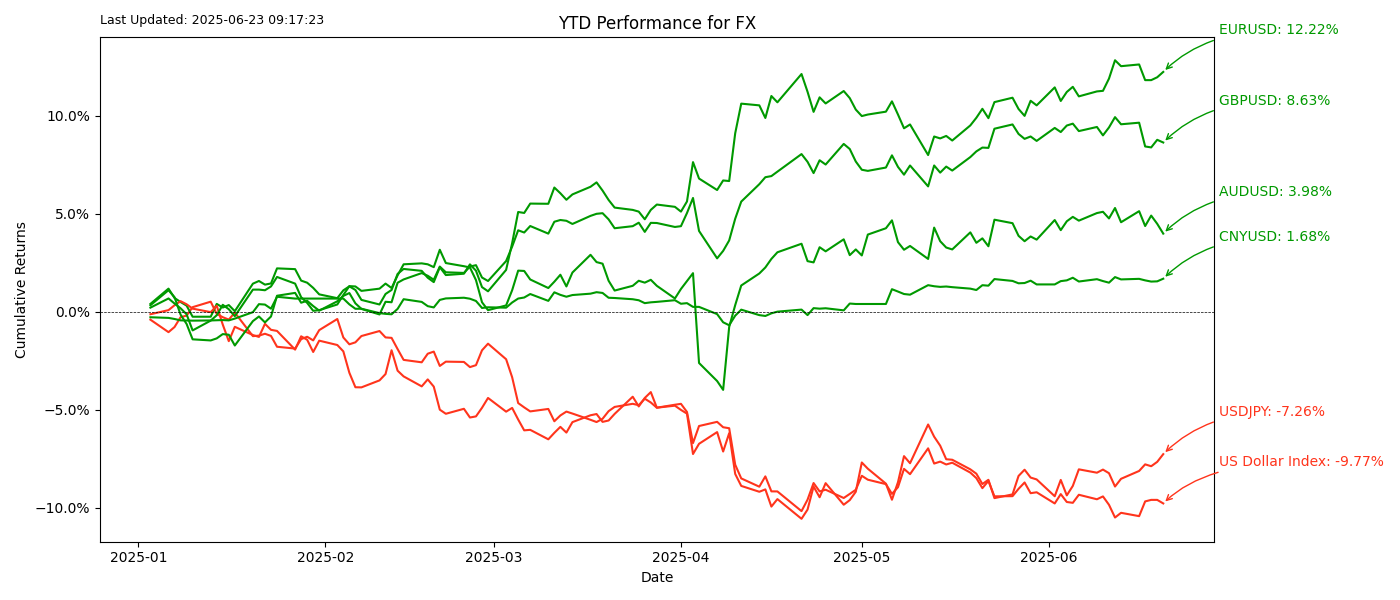 Last Updated: 2025-06-23 09:17:23
YTD Performance for FX
EURUSD: 12.22%
GBPUSD: 8.63%
AUDUSD: 3.98%
CNYUSD: 1.68%
USDJPY: -7.26%
US Dollar Index: -9.77%
10.0%
5.0%
0.0%
−5.0%
−10.0%
Cumulative Returns
2025-01
2025-02
2025-03
2025-04
2025-05
2025-06
Date